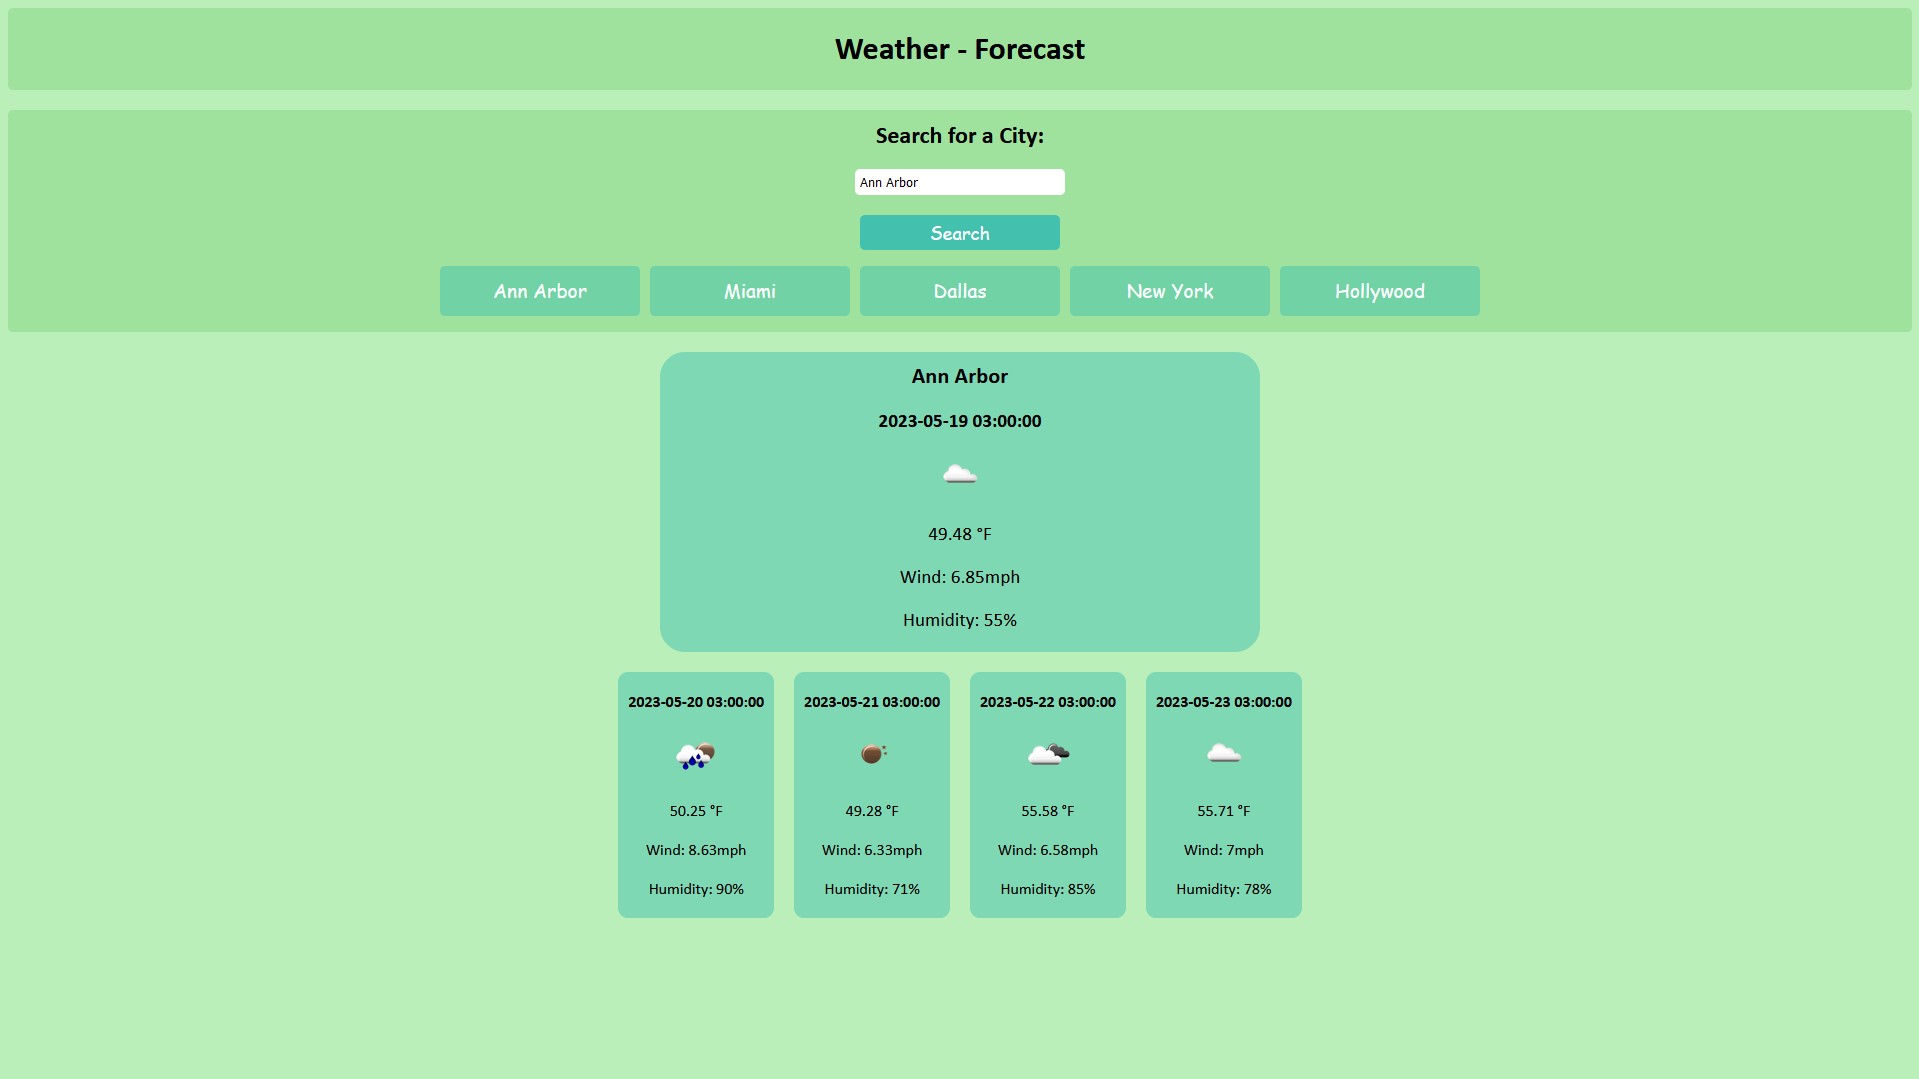 Weather - Forecast
Search for a City:
Ann Arbor
Search
Ann Arbor Miami Dallas New York Hollywood
Ann Arbor
2023-05-19 03:00:00
49.48 °F
Wind: 6.85mph
Humidity: 55%
2023-05-20 03:00:00
50.25 °F
Wind: 8.63mph
Humidity: 90%
2023-05-21 03:00:00
49.28 °F
Wind: 6.33mph
Humidity: 71%
2023-05-22 03:00:00
55.58 °F
Wind: 6.58mph
Humidity: 85%
2023-05-23 03:00:00
55.71 °F
Wind: 7mph
Humidity: 78%